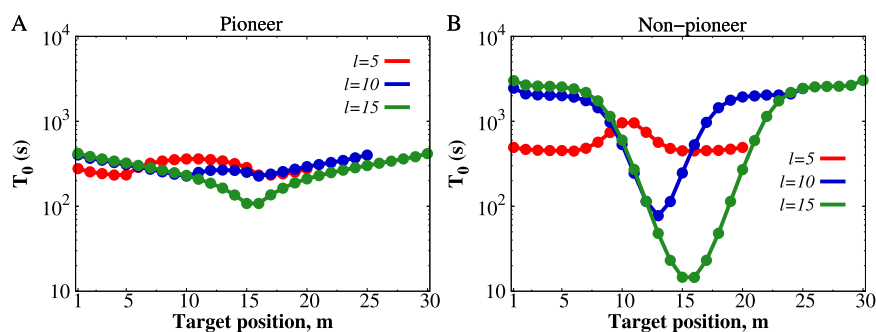 A
Pioneer
10^4
10^3
10^2
10
T_0 (s)
l=5
l=10
l=15
1 5 10 15 20 25 30
Target position, m
B
Non-pioneer
10^4
10^3
10^2
10
T_0 (s)
l=5
l=10
l=15
1 5 10 15 20 25 30
Target position, m